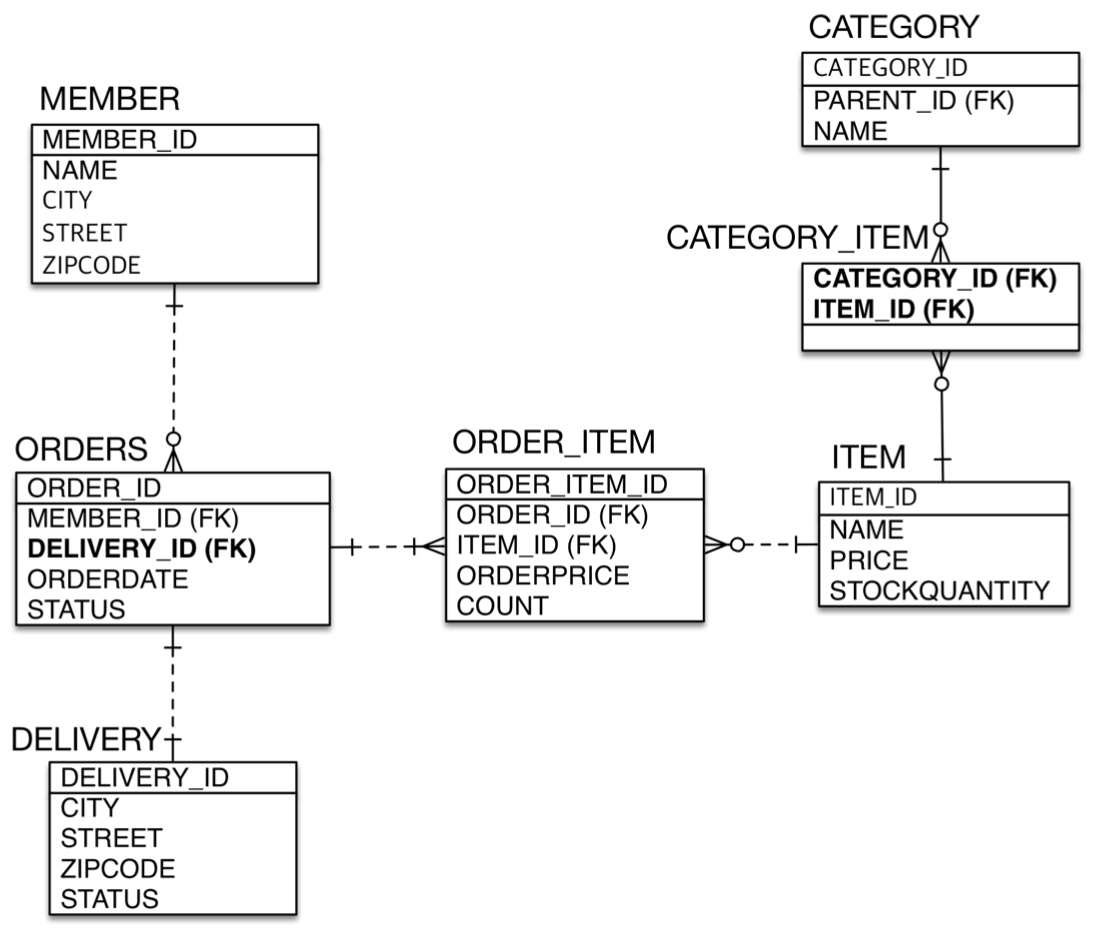 CATEGORY
CATEGORY_ID
PARENT_ID (FK)
NAME
MEMBER
MEMBER_ID
NAME
CITY
STREET
ZIPCODE
CATEGORY_ITEM
CATEGORY_ID (FK)
ITEM_ID (FK)
ORDERS
ORDER_ID
MEMBER_ID (FK)
DELIVERY_ID (FK)
ORDERDATE
STATUS
ORDER_ITEM
ORDER_ITEM_ID
ORDER_ID (FK)
ITEM_ID (FK)
ORDERPRICE
COUNT
ITEM
ITEM_ID
NAME
PRICE
STOCKQUANTITY
DELIVERY
DELIVERY_ID
CITY
STREET
ZIPCODE
STATUS